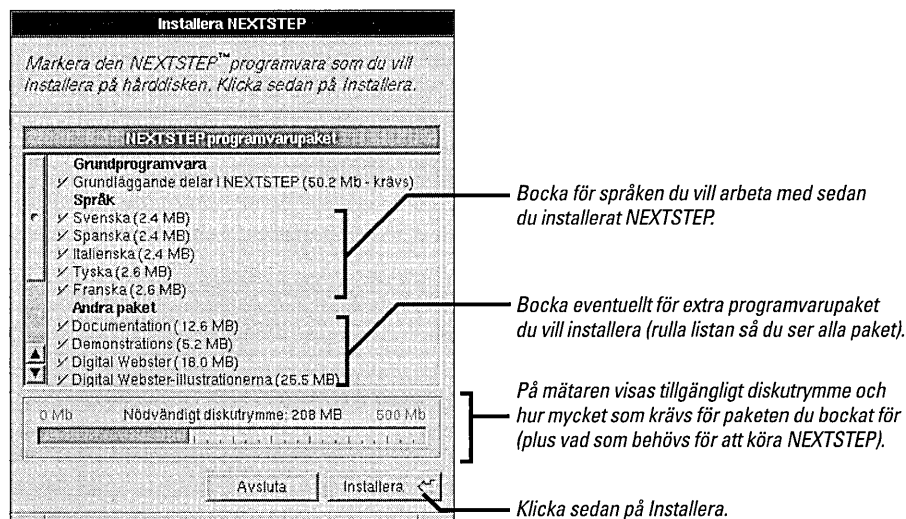 Installera NEXTSTEP
Markera den NEXTSTEP™ programvara som du vill
installera på hårddisken. Klicka sedan på Installera.
NEXTSTEP programvarupaket
Grundprogramvara
Grundläggande delar i NEXTSTEP (50.2 Mb - krävs)
Språk
Svenska (2.4 MB)
Spanska (2.4 MB)
Italienska (2.4 MB)
Tyska (2.6 MB)
Franska (2.6 MB)
Andra paket
Documentation (12.6 MB)
Demonstrations (5.2 MB)
Digital Webster (18.0 MB)
Digital Webster-illustrationerna (25.5 MB)
0 Mb Nödvändigt diskutrymme: 208 MB 500 Mb
Avsluta Installera
Bocka för språken du vill arbeta med sedan
du installerat NEXTSTEP.
Bocka eventuellt för extra programvarupaket
du vill installera (rulla listan så du ser alla paket).
På mätaren visas tillgängligt diskutrymme och
hur mycket som krävs för paketen du bockat för
(plus vad som behövs för att köra NEXTSTEP).
Klicka sedan på Installera.